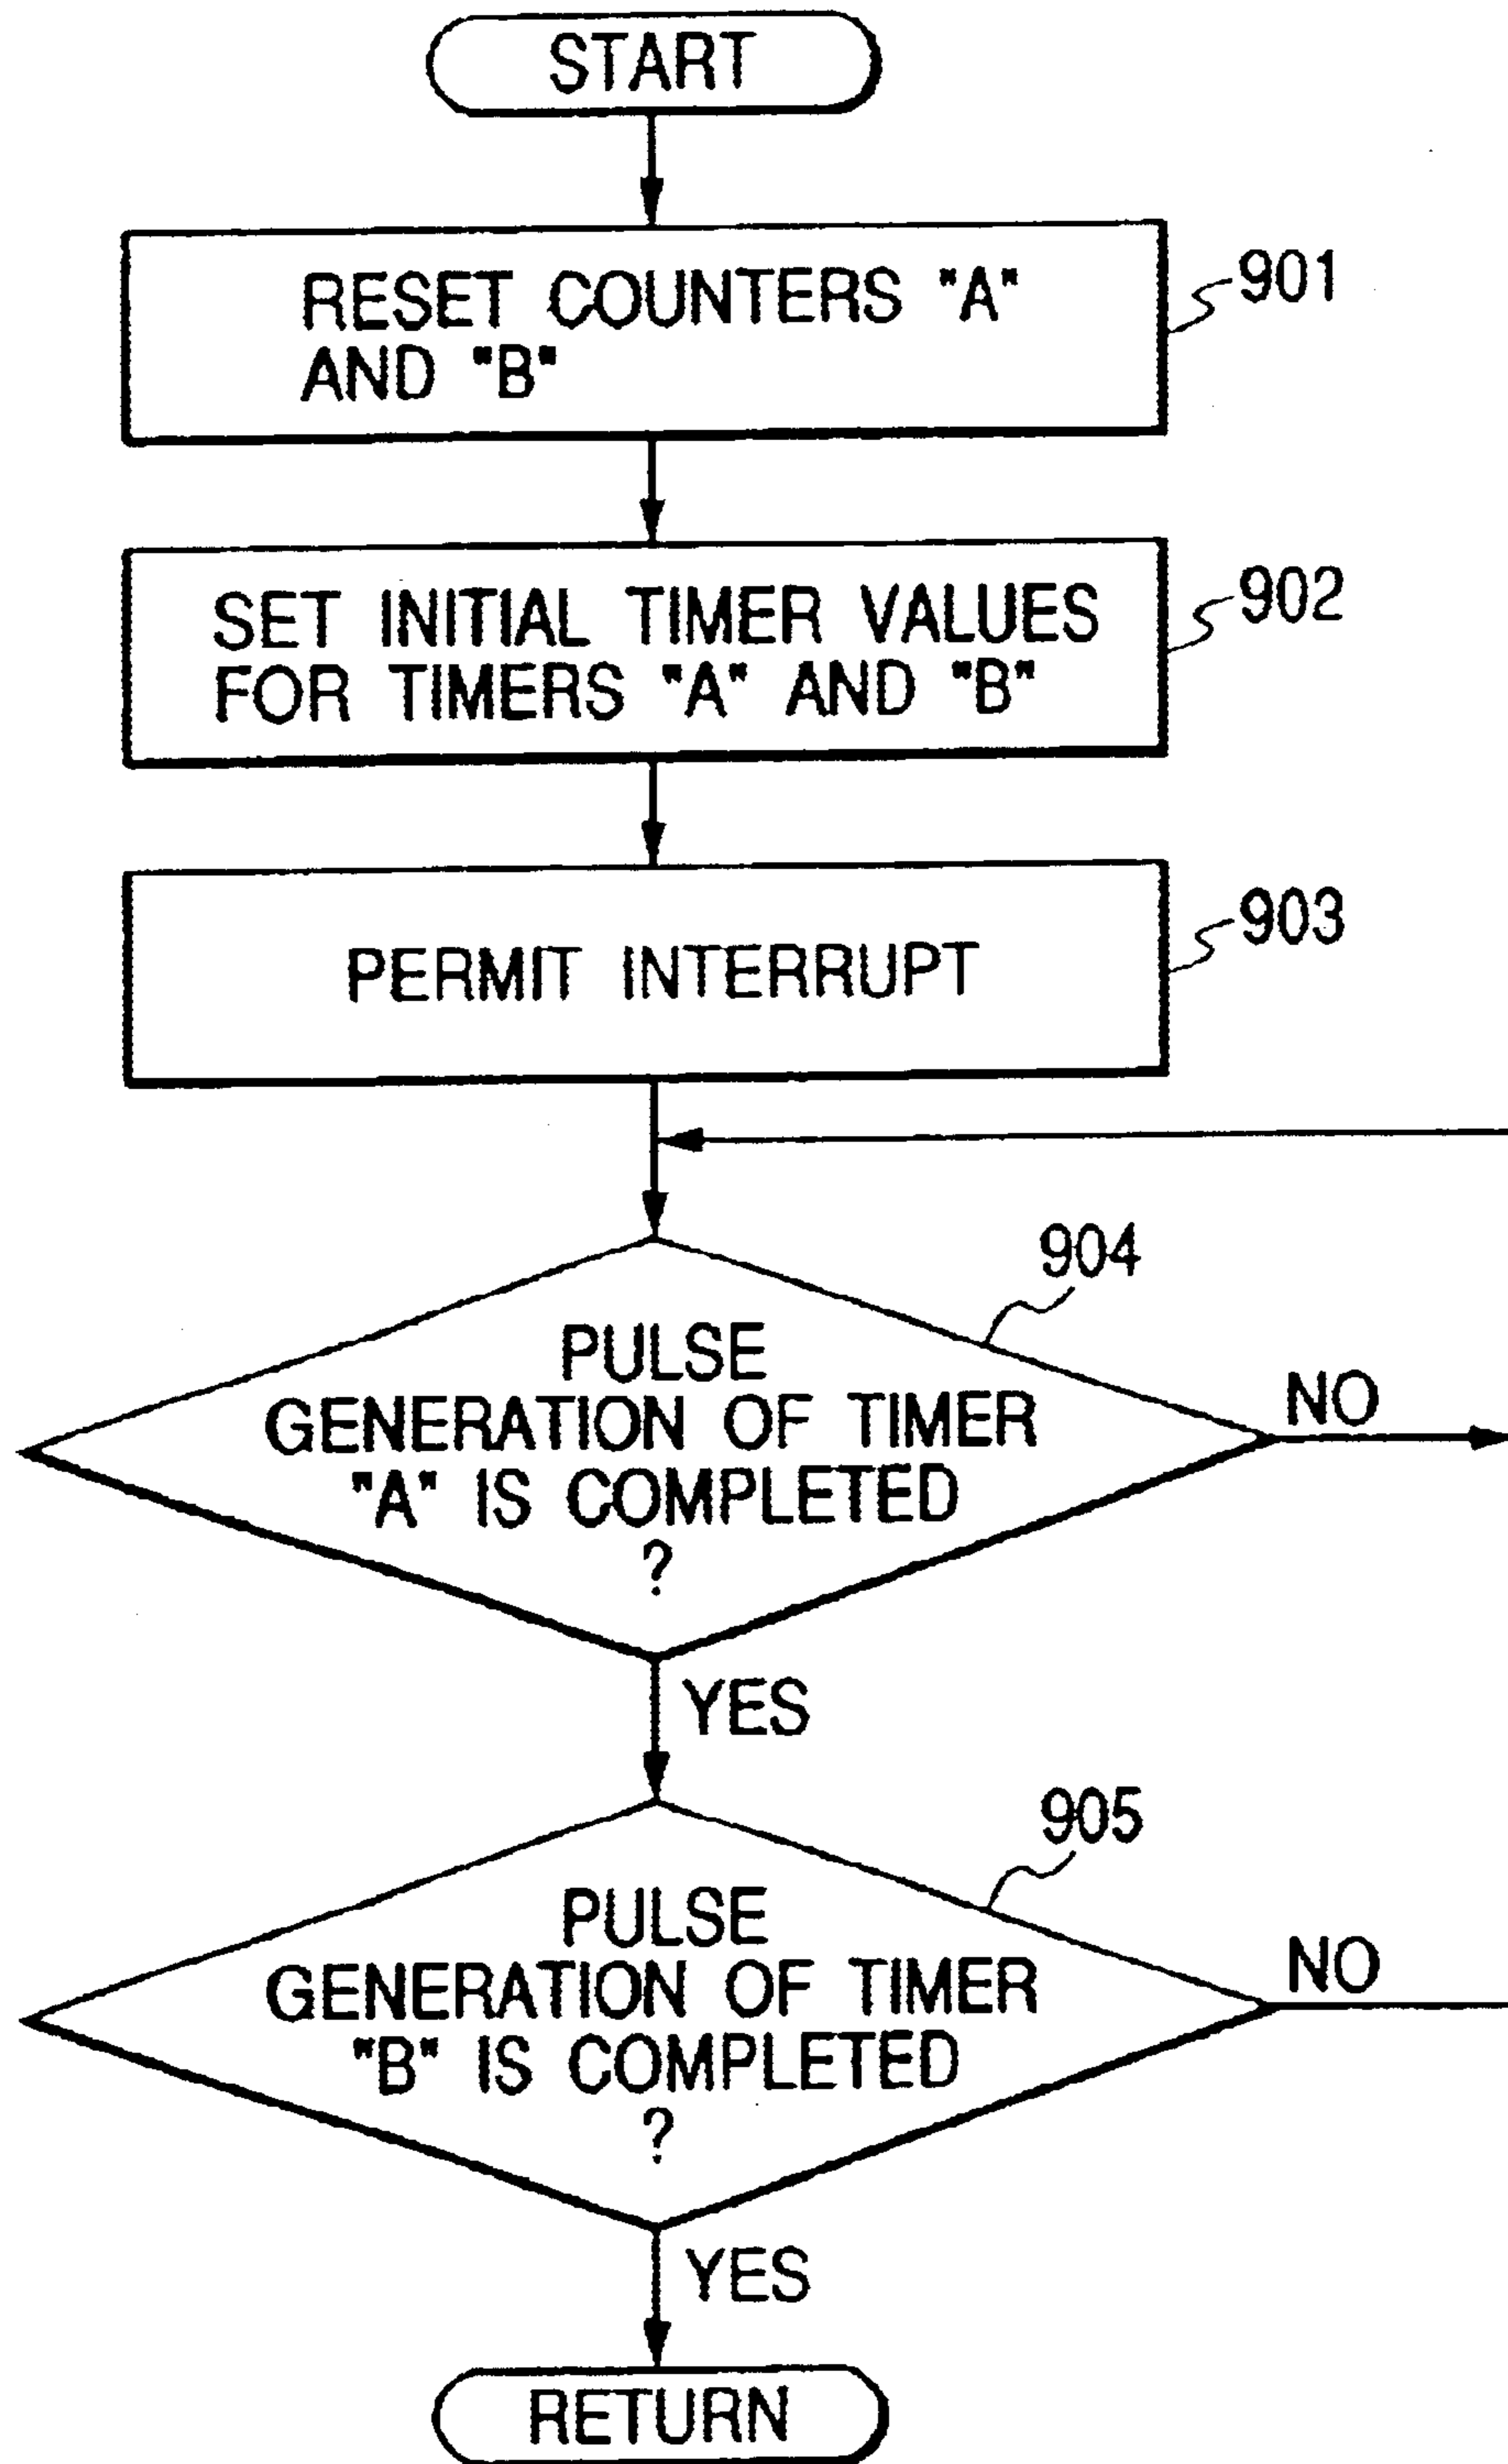 START
RESET COUNTERS "A"
AND "B"
901
SET INITIAL TIMER VALUES
FOR TIMERS "A" AND "B"
902
PERMIT INTERRUPT
903
904
PULSE
GENERATION OF TIMER
"A" IS COMPLETED
?
NO
YES
905
PULSE
GENERATION OF TIMER
"B" IS COMPLETED
?
NO
YES
RETURN